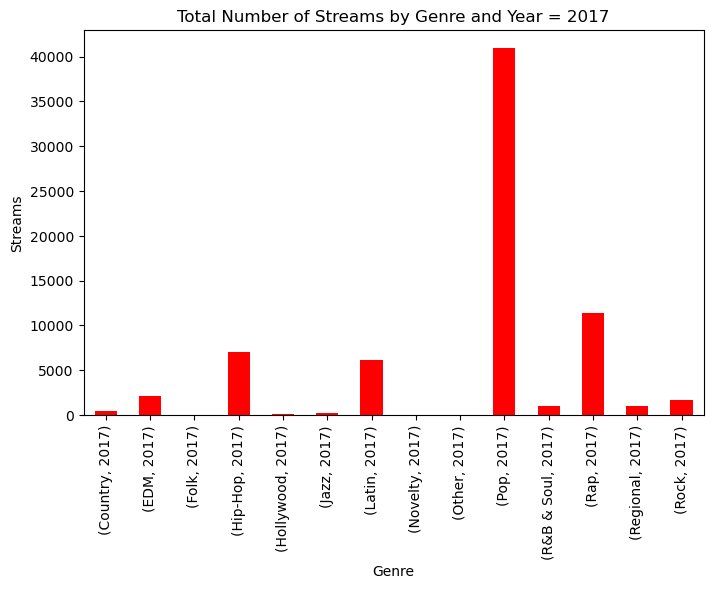 Total Number of Streams by Genre and Year = 2017
Streams
40000
35000
30000
25000
20000
15000
10000
5000
0
(Country, 2017)
(EDM, 2017)
(Folk, 2017)
(Hip-Hop, 2017)
(Hollywood, 2017)
(Jazz, 2017)
(Latin, 2017)
(Novelty, 2017)
(Other, 2017)
(Pop, 2017)
(R&B & Soul, 2017)
(Rap, 2017)
(Regional, 2017)
(Rock, 2017)
Genre